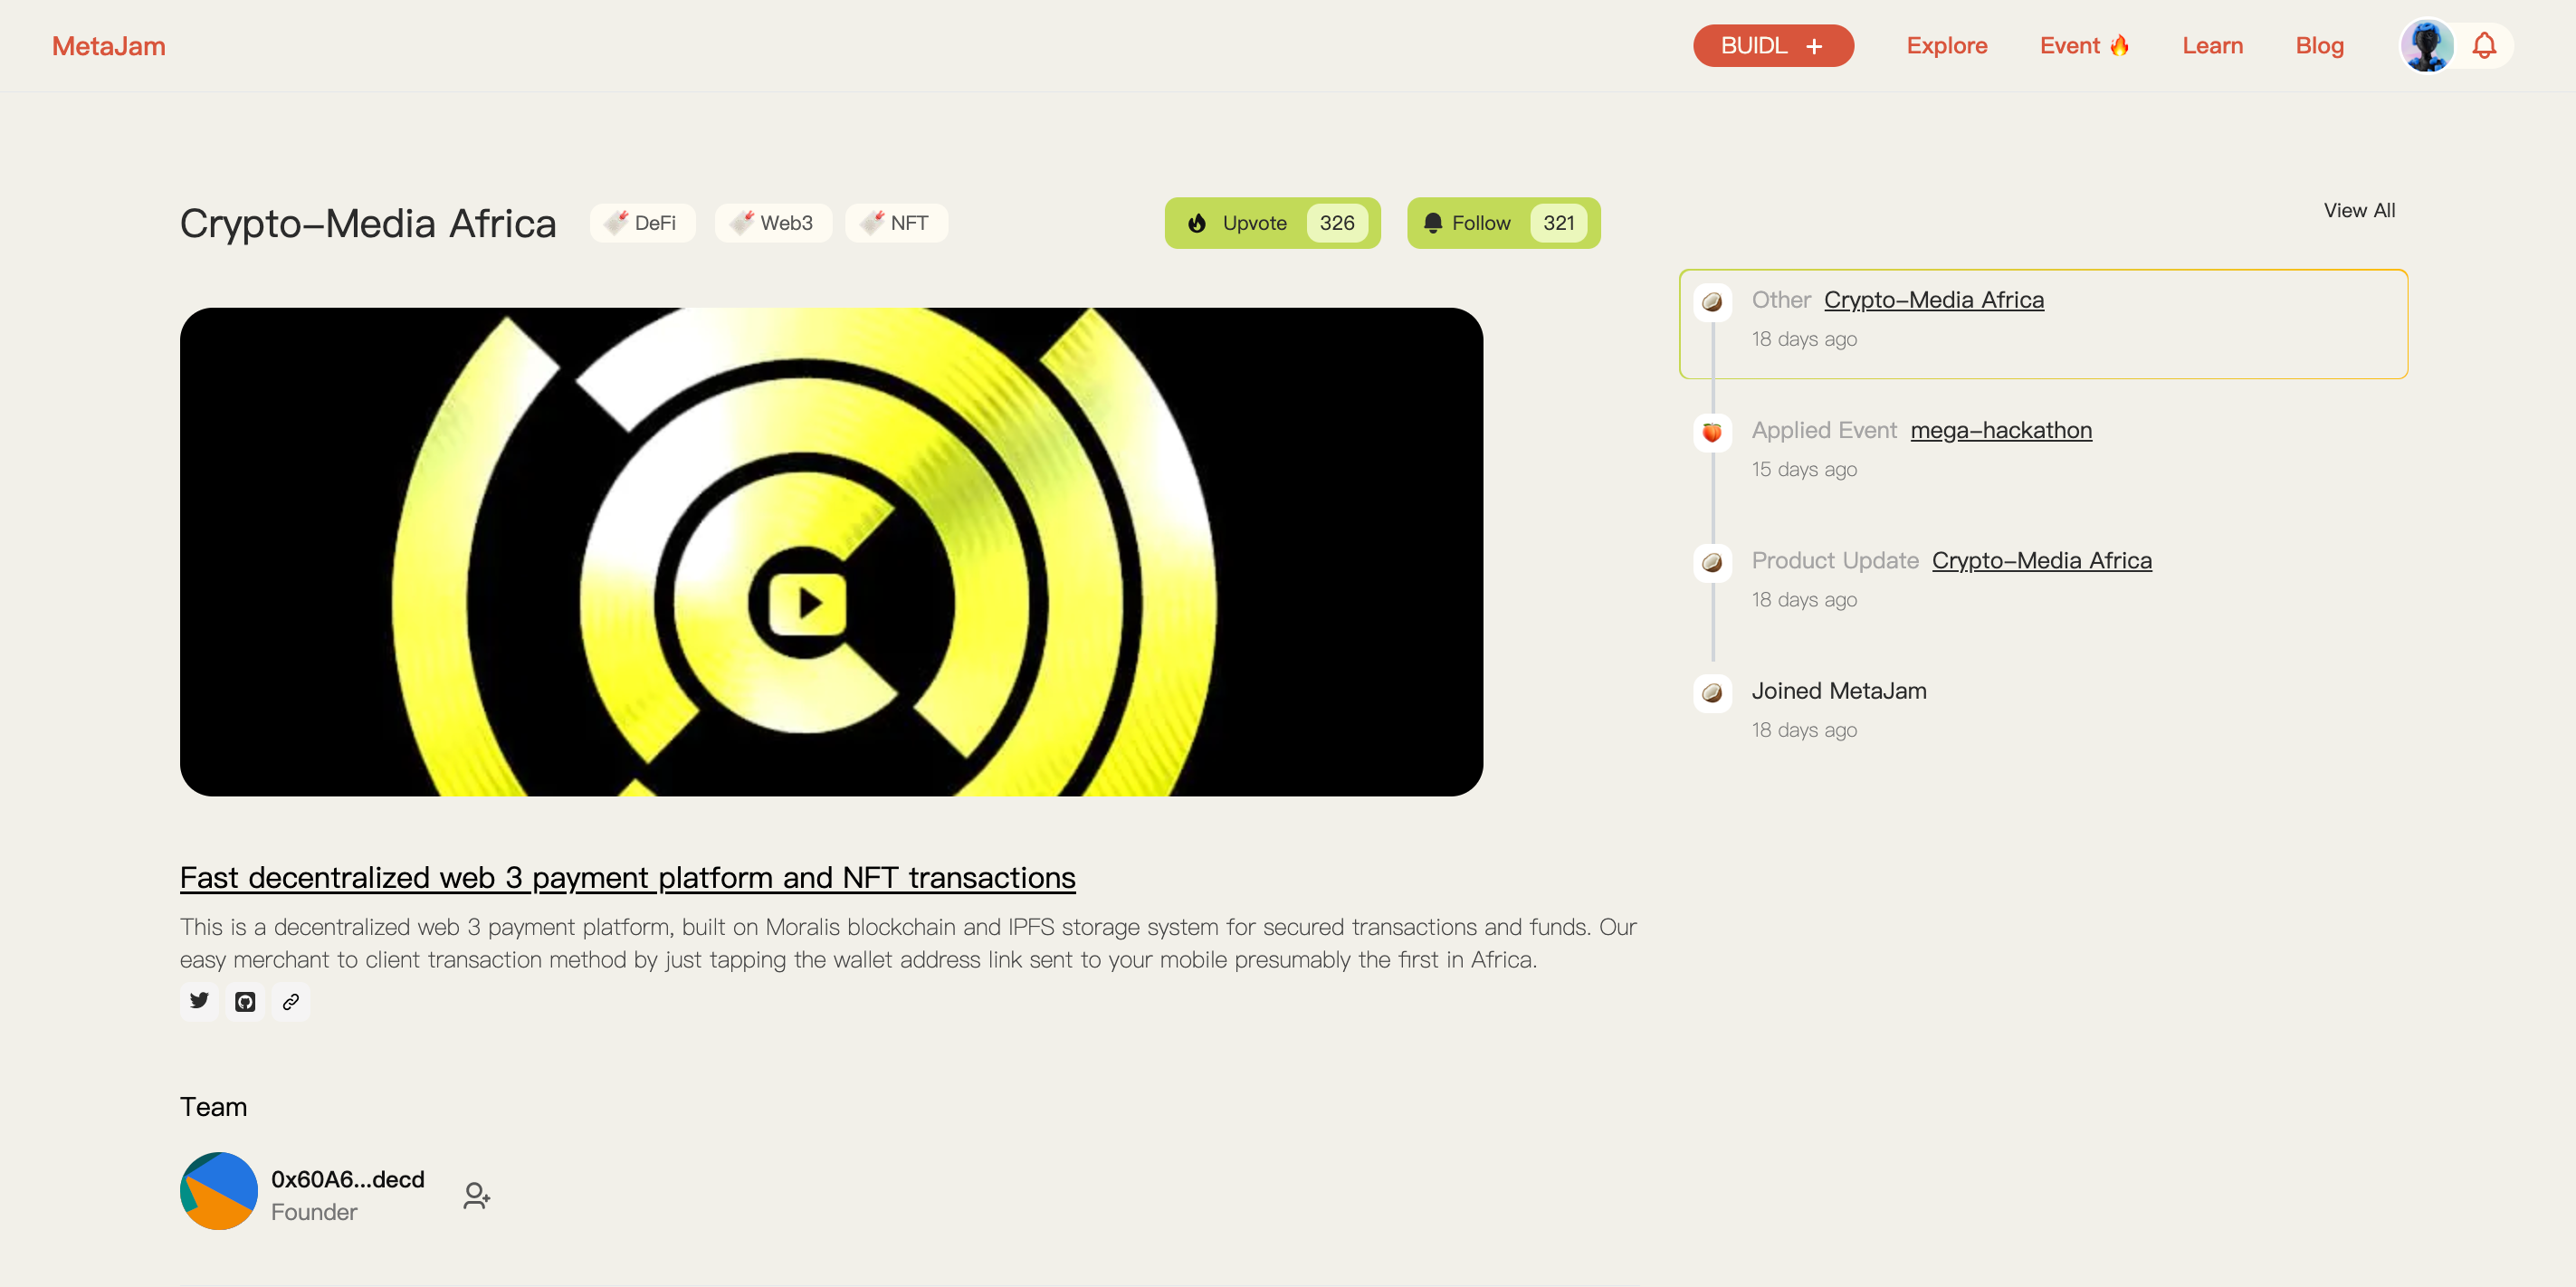 MetaJam
BUIDL +
Explore
Event
Learn
Blog
Crypto-Media Africa
DeFi
Web3
NFT
Upvote 326
Follow 321
View All
Other Crypto-Media Africa
18 days ago
Applied Event mega-hackathon
15 days ago
Product Update Crypto-Media Africa
18 days ago
Joined MetaJam
18 days ago
Fast decentralized web 3 payment platform and NFT transactions
This is a decentralized web 3 payment platform, built on Moralis blockchain and IPFS storage system for secured transactions and funds. Our
easy merchant to client transaction method by just tapping the wallet address link sent to your mobile presumably the first in Africa.
Team
0x60A6...decd
Founder